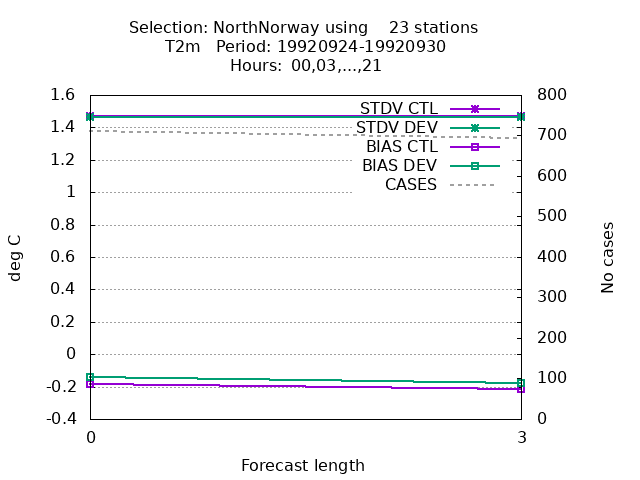 Selection: NorthNorway using    23 stations
T2m   Period: 19920924-19920930
Hours:  00,03,...,21
1.6
1.4
1.2
1
0.8
0.6
0.4
0.2
0
-0.2
-0.4
deg C
STDV CTL
STDV DEV
BIAS CTL
BIAS DEV
CASES
800
700
600
500
400
300
200
100
0
No cases
0
3
Forecast length